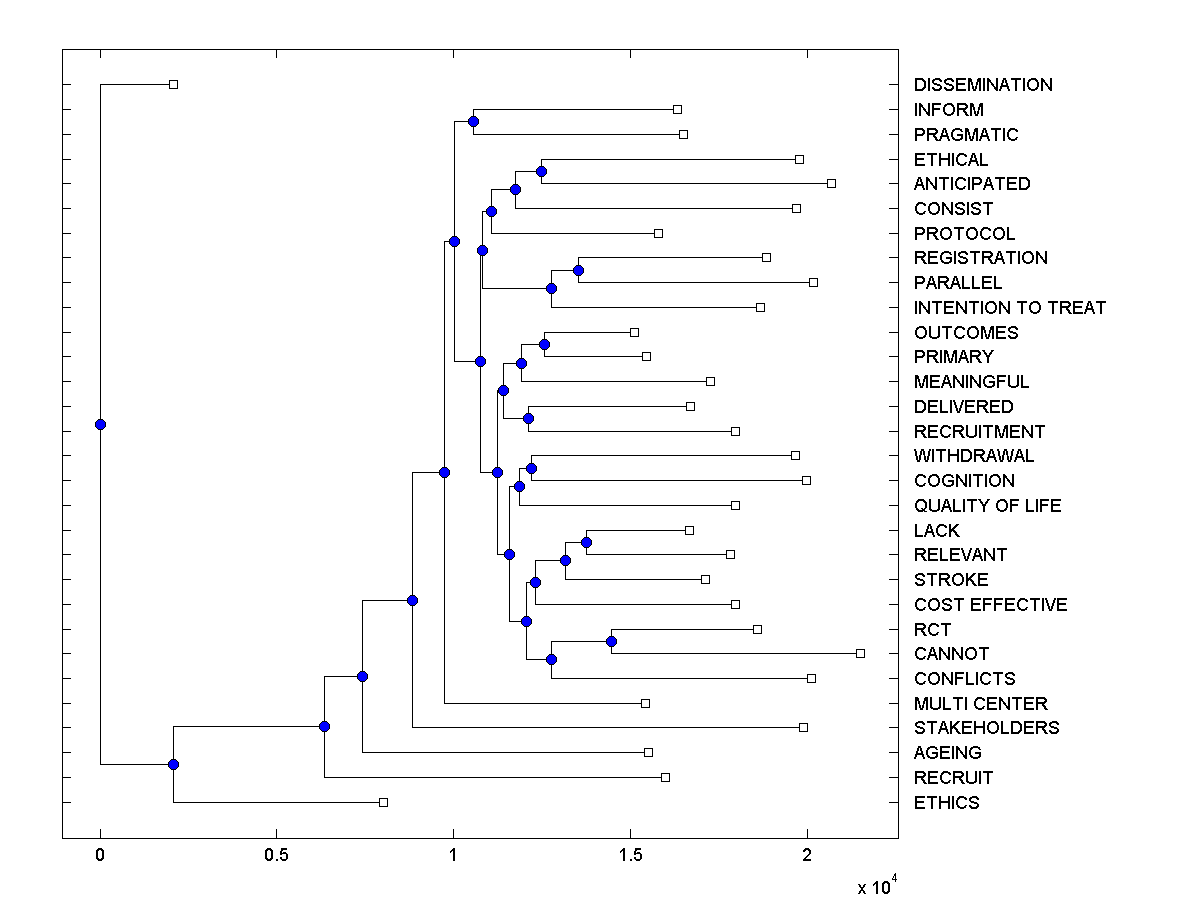 DISSEMINATION
INFORM
PRAGMATIC
ETHICAL
ANTICIPATED
CONSIST
PROTOCOL
REGISTRATION
PARALLEL
INTENTION TO TREAT
OUTCOMES
PRIMARY
MEANINGFUL
DELIVERED
RECRUITMENT
WITHDRAWAL
COGNITION
QUALITY OF LIFE
LACK
RELEVANT
STROKE
COST EFFECTIVE
RCT
CANNOT
CONFLICTS
MULTI CENTER
STAKEHOLDERS
AGEING
RECRUIT
ETHICS
0 0.5 1 1.5 2
x 10^4